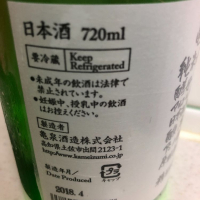 日本酒 720ml
要冷蔵 Keep Refrigerated
●未成年の飲酒は法律で
禁止されています。
●妊娠中、授乳中の飲酒
はお控えください。
製造者
亀泉酒造株式会社
高知県土佐市出間2123-1
http://www.kameizumi.co.jp
製造年月/
Date Produced
2018.4